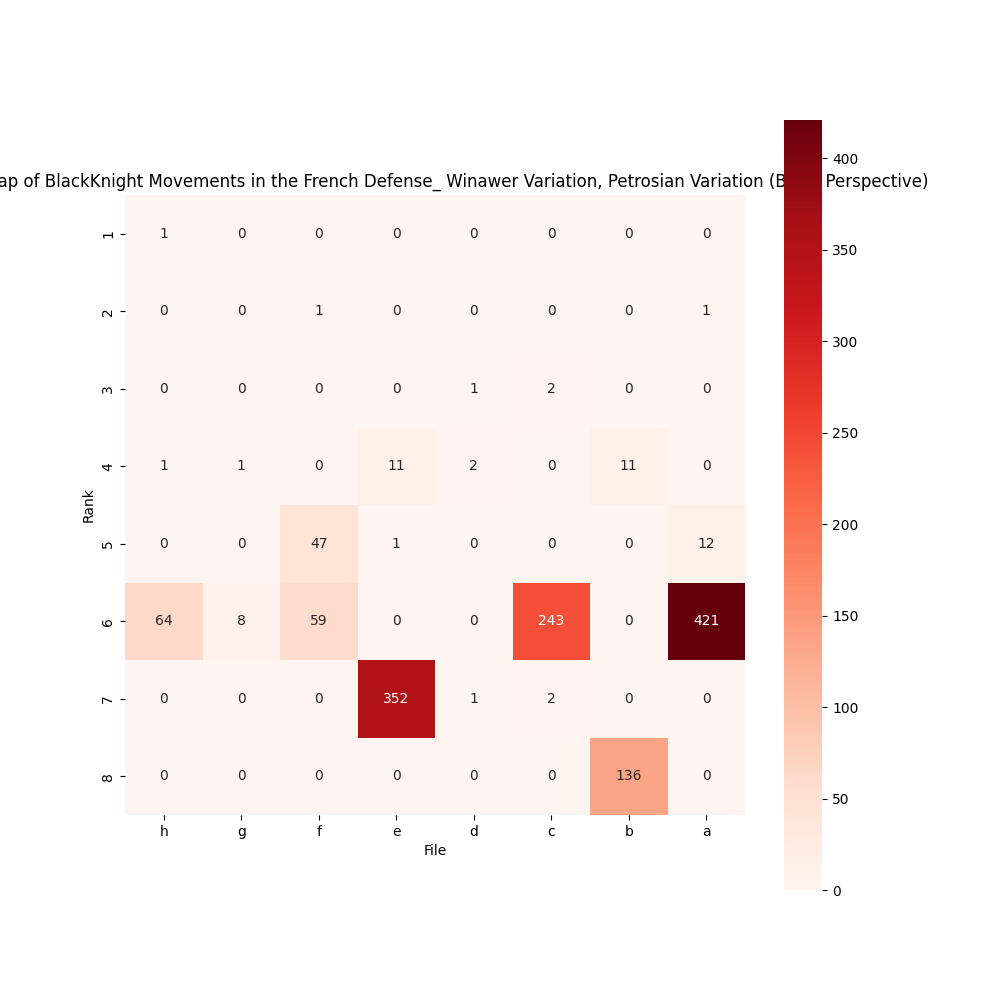 ap of BlackKnight Movements in the French Defense_ Winawer Variation, Petrosian Variation (B Perspective)
1 1 0 0 0 0 0 0 0
2 0 0 1 0 0 0 0 1
3 0 0 0 0 1 2 0 0
4 1 1 0 11 2 0 11 0
5 0 0 47 1 0 0 0 12
6 64 8 59 0 0 243 0 421
7 0 0 0 352 1 2 0 0
8 0 0 0 0 0 0 136 0
h g f e d c b a
File
Rank
400
350
300
250
200
150
100
50
0